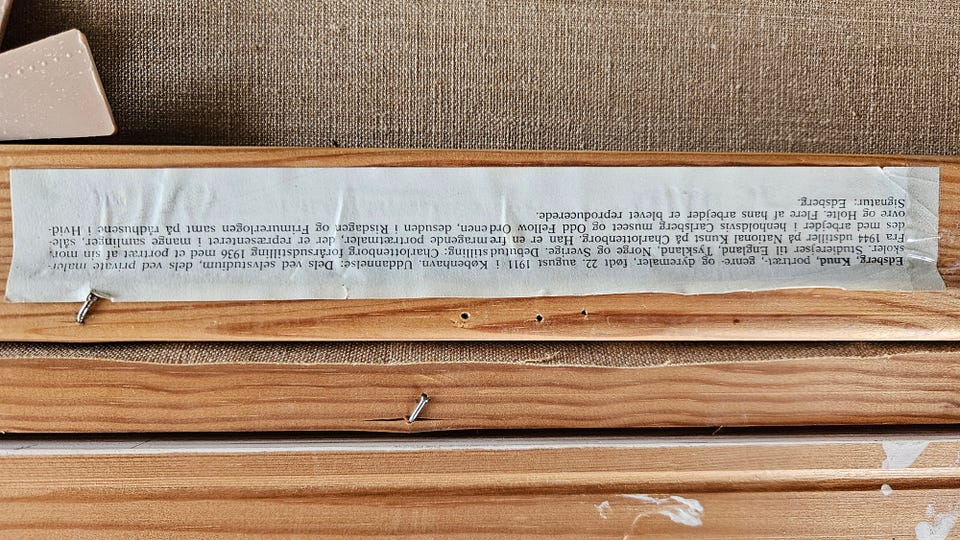 Edsberg, Knud, portræt-, genre- og dyremaler, født 22. august 1911 i København. Uddannelse: Dels ved selvstudium, dels ved private maler-
skoler. Studierejser til England, Tyskland, Norge og Sverige. Debutudstilling: Charlottenborg forårsudstilling 1936 med et portræt af sin mor.
Fra 1944 udstillet på National Kunst på Charlottenborg. Han er en fremragende portrætmaler, der er repræsenteret i mange samlinger, såle-
des med arbejder i henholdsvis Carlsberg museet og Odd Fellow Ordenen, desuden i Rigsdagen og Frimurerlogen samt på rådhusene i Hvid-
ovre og Holte. Flere af hans arbejder er blevet reproducerede.
Signatur: Edsberg.